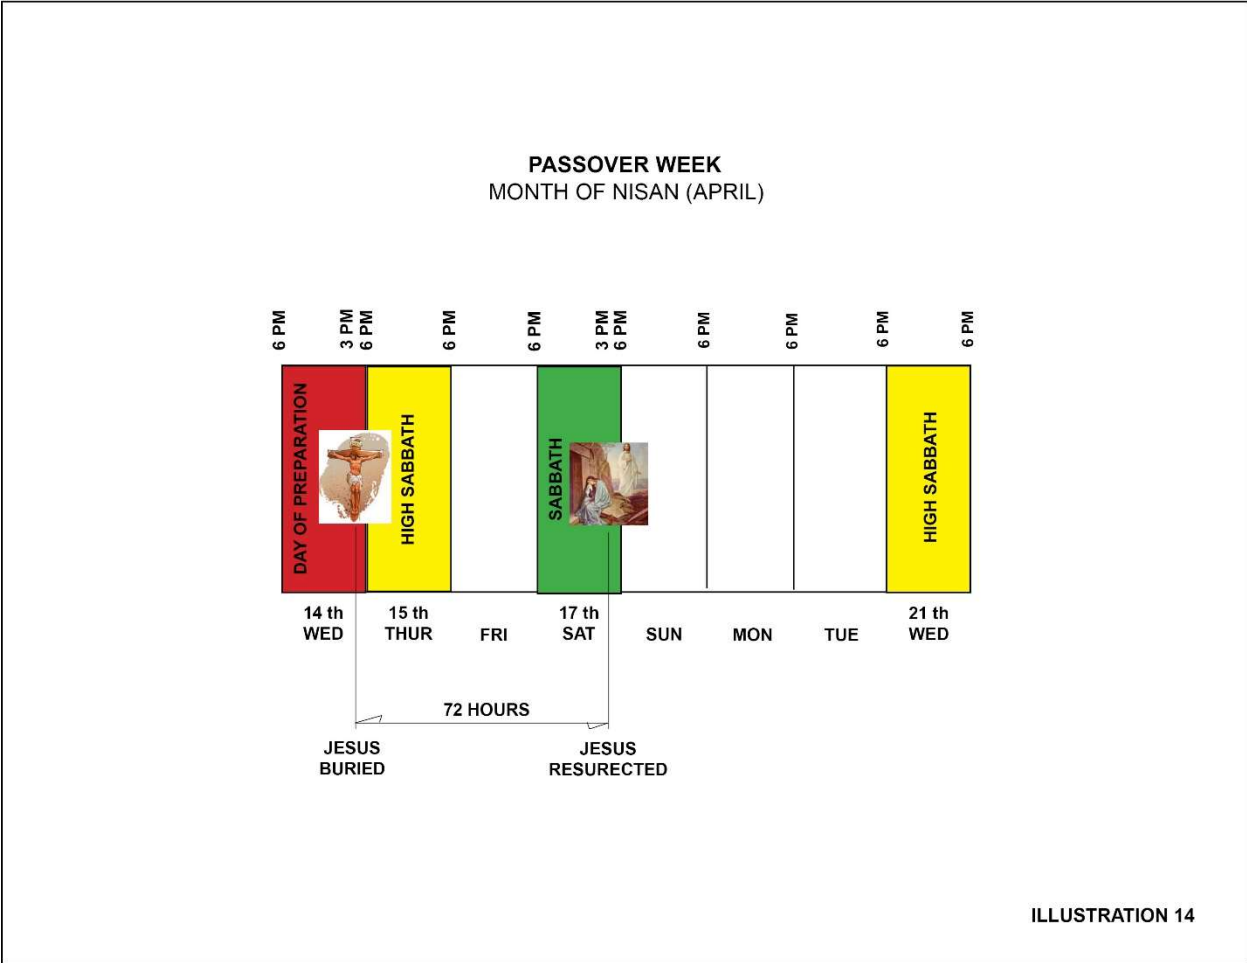 PASSOVER WEEK
MONTH OF NISAN (APRIL)
6 PM
3 PM
6 PM
6 PM
6 PM
3 PM
6 PM
6 PM
6 PM
6 PM
6 PM
DAY OF PREPARATION
HIGH SABBATH
SABBATH
HIGH SABBATH
14 th
WED
15 th
THUR
FRI
17 th
SAT
SUN
MON
TUE
21 th
WED
72 HOURS
JESUS
BURIED
JESUS
RESURECTED
ILLUSTRATION 14